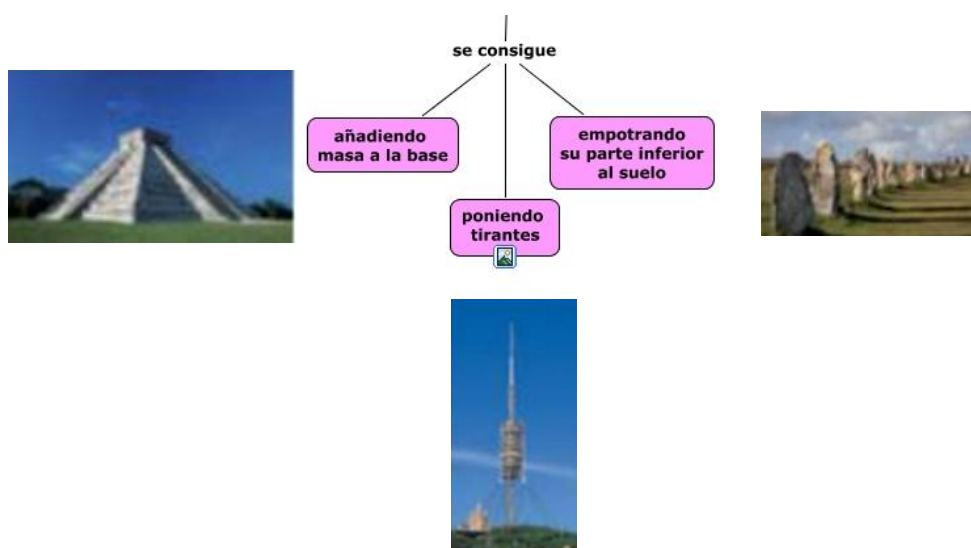 se consigue
añadiendo
masa a la base
empotrando
su parte inferior
al suelo
poniendo
tirantes